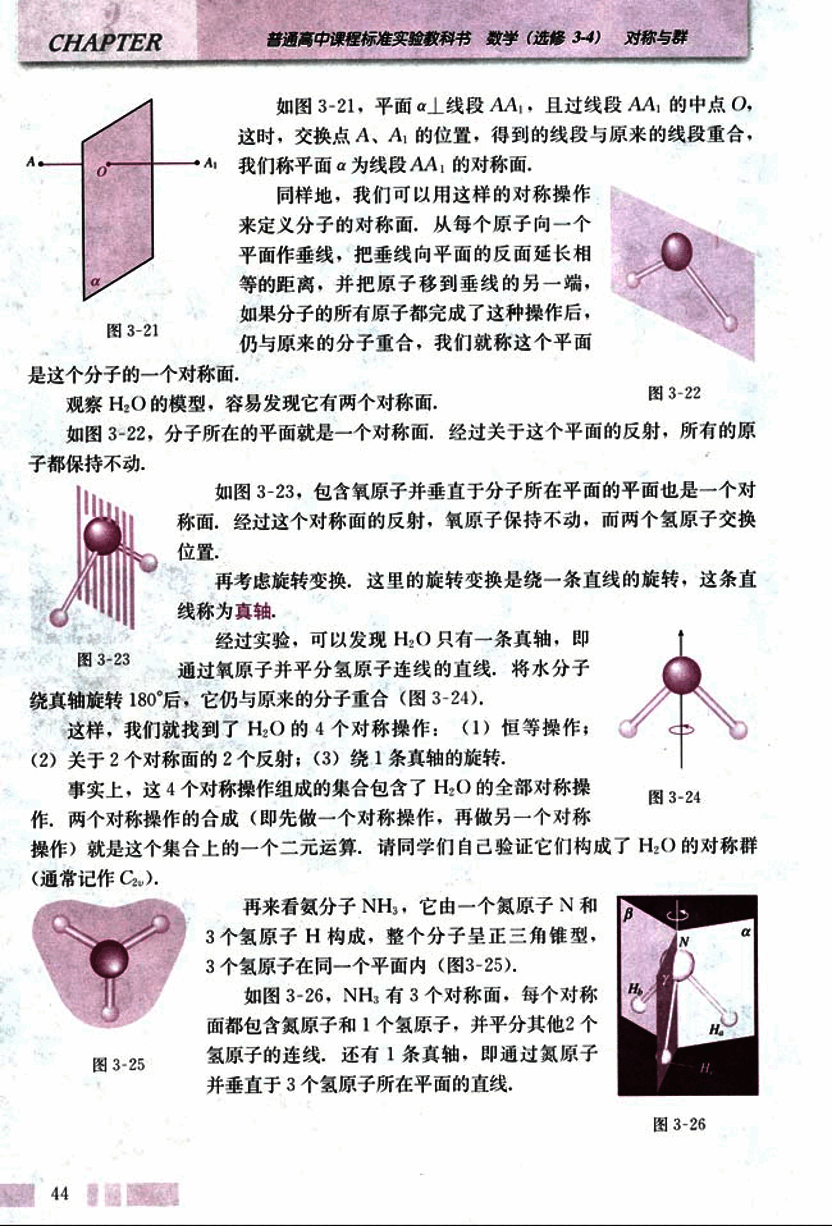 CHAPTER
普通高中课程标准实验教科书 数学（选修 3-4） 对称与群
如图 3-21，平面 α⊥线段 AA₁，且过线段 AA₁ 的中点 O，
这时，交换点 A、A₁ 的位置，得到的线段与原来的线段重合，
我们称平面 α 为线段 AA₁ 的对称面.
A
O
A₁
α
图 3-21
同样地，我们可以用这样的对称操作
来定义分子的对称面. 从每个原子向一个
平面作垂线，把垂线向平面的反面延长相
等的距离，并把原子移到垂线的另一端，
如果分子的所有原子都完成了这种操作后，
仍与原来的分子重合，我们就称这个平面
是这个分子的一个对称面.
图 3-22
观察 H₂O 的模型，容易发现它有两个对称面.
如图 3-22，分子所在的平面就是一个对称面. 经过关于这个平面的反射，所有的原
子都保持不动.
如图 3-23，包含氧原子并垂直于分子所在平面的平面也是一个对
称面. 经过这个对称面的反射，氧原子保持不动，而两个氢原子交换
位置.
再考虑旋转变换. 这里的旋转变换是绕一条直线的旋转，这条直
线称为真轴.
图 3-23
经过实验，可以发现 H₂O 只有一条真轴，即
通过氧原子并平分氢原子连线的直线. 将水分子
绕真轴旋转 180°后，它仍与原来的分子重合（图 3-24）.
这样，我们就找到了 H₂O 的 4 个对称操作：（1）恒等操作；
（2）关于 2 个对称面的 2 个反射；（3）绕 1 条真轴的旋转.
图 3-24
事实上，这 4 个对称操作组成的集合包含了 H₂O 的全部对称操
作. 两个对称操作的合成（即先做一个对称操作，再做另一个对称
操作）就是这个集合上的一个二元运算. 请同学们自己验证它们构成了 H₂O 的对称群
（通常记作 C₂ᵥ）.
再来看氨分子 NH₃，它由一个氮原子 N 和
3 个氢原子 H 构成，整个分子呈正三角锥型，
3 个氢原子在同一个平面内（图3-25）.
图 3-25
如图 3-26，NH₃ 有 3 个对称面，每个对称
面都包含氮原子和 1 个氢原子，并平分其他2 个
氢原子的连线. 还有 1 条真轴，即通过氮原子
并垂直于 3 个氢原子所在平面的直线.
β
α
N
γ
H_b
H_a
图 3-26
44